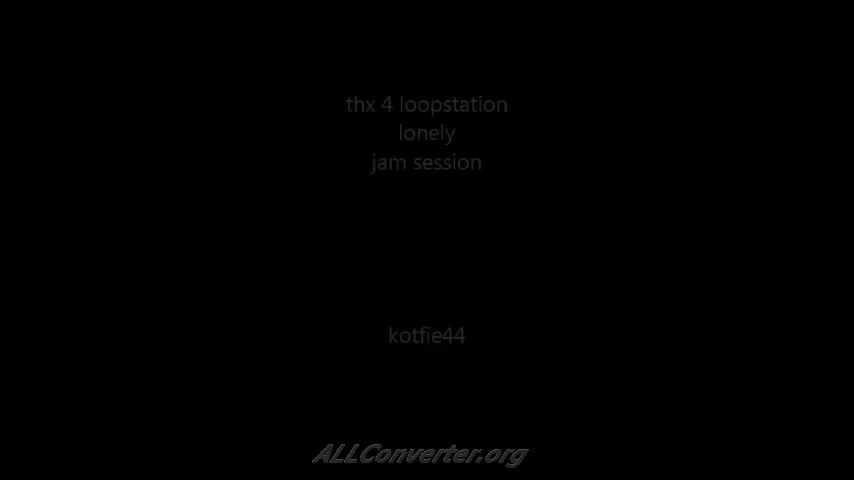 thx 4 loopstation
lonely
jam session
kotfie44
ALLConverter.org